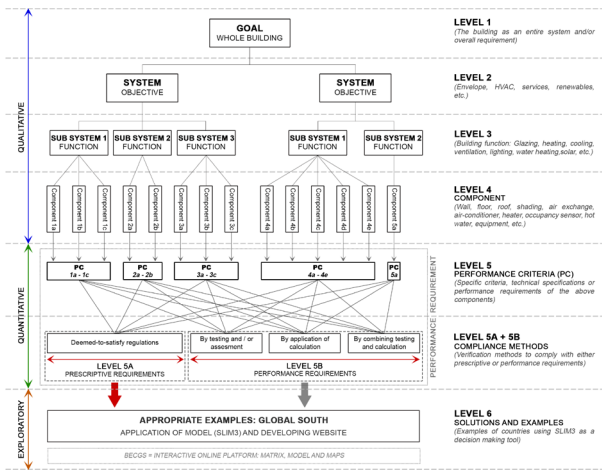 GOAL
WHOLE BUILDING
LEVEL 1
(The building as an entire system and/or
overall requirement)
SYSTEM
OBJECTIVE
SYSTEM
OBJECTIVE
LEVEL 2
(Envelope, HVAC, services, renewables,
etc.)
QUALITATIVE
SUB SYSTEM 1
FUNCTION
SUB SYSTEM 2
FUNCTION
SUB SYSTEM 3
FUNCTION
SUB SYSTEM 1
FUNCTION
SUB SYSTEM 2
FUNCTION
LEVEL 3
(Building function: Glazing, heating, cooling,
ventilation, lighting, water heating,solar, etc.)
Component 1a
Component 1b
Component 1c
Component 2a
Component 2b
Component 3a
Component 3b
Component 3c
Component 4a
Component 4b
Component 4c
Component 4d
Component 4e
Component 5a
LEVEL 4
COMPONENT
(Wall, floor, roof, shading, air exchange,
air-conditioner, heater, occupancy sensor, hot
water, equipment, etc.)
QUANTITATIVE
PC
1a - 1c
PC
2a - 2b
PC
3a - 3c
PC
4a - 4e
PC
5a
PERFORMANCE REQUIREMENT
LEVEL 5
PERFORMANCE CRITERIA (PC)
(Specific criteria, technical specifications or
performance requirements of the above
components)
Deemed-to-satisfy regulations
By testing and / or
assesment
By application of
calculation
By combining testing
and calculation
LEVEL 5A
PRESCRIPTIVE REQUIREMENTS
LEVEL 5B
PERFORMANCE REQUIREMENTS
LEVEL 5A + 5B
COMPLIANCE METHODS
(Verification methods to comply with either
prescriptive or performance requirements)
EXPLORATORY
APPROPRIATE EXAMPLES: GLOBAL SOUTH
APPLICATION OF MODEL (SLIM3) AND DEVELOPING WEBSITE
BECGS = INTERACTIVE ONLINE PLATFORM: MATRIX, MODEL AND MAPS
LEVEL 6
SOLUTIONS AND EXAMPLES
(Examples of countries using SLIM3 as a
decision making tool)